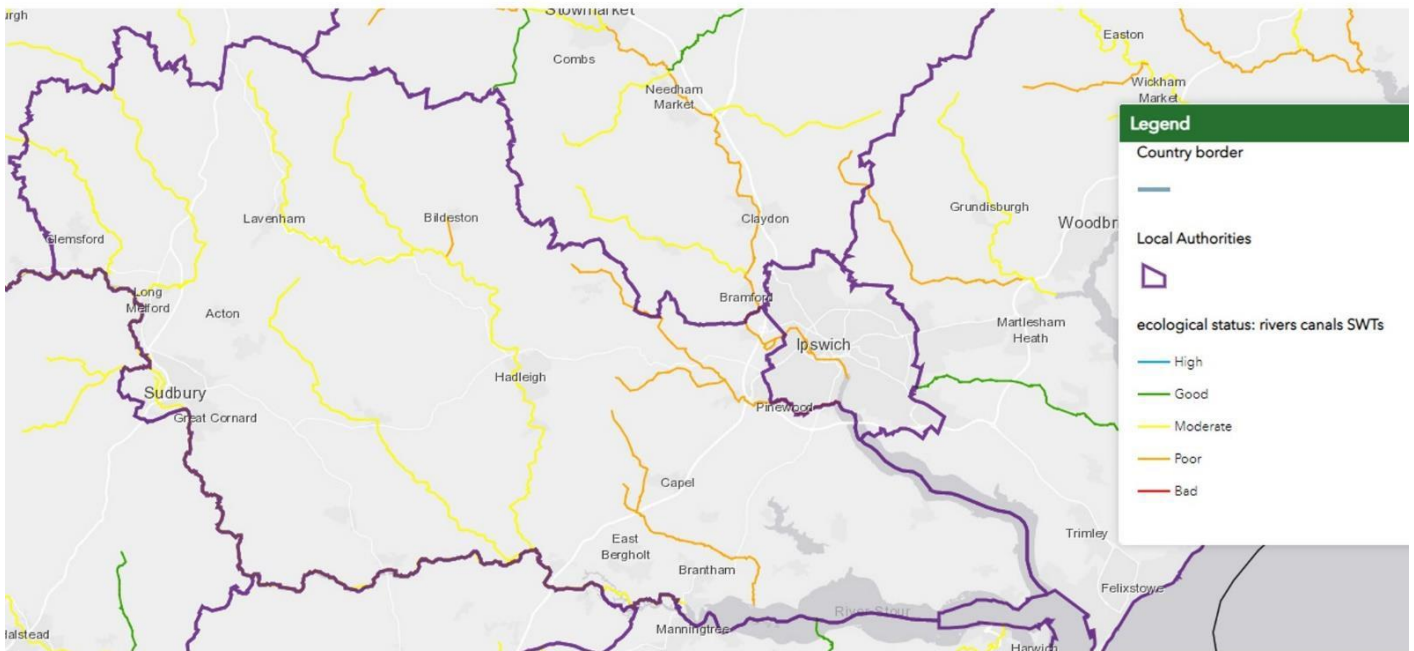 urgh
Stowmarket
Combs
Easton
Needham
Market
Wickham
Market
Legend
Country border
Lavenham
Bildeston
Claydon
Grundisburgh
Woodbr
Local Authorities
Glemsford
Long
Melford
Acton
Bramford
Ipswich
Martlesham
Heath
ecological status: rivers canals SWTs
High
Hadleigh
Sudbury
Good
Great Cornard
Pinewood
Moderate
Poor
Capel
Bad
East
Bergholt
Trimley
Brantham
Felixstowe
River Stour
Manningtree
Halstead
Harwich